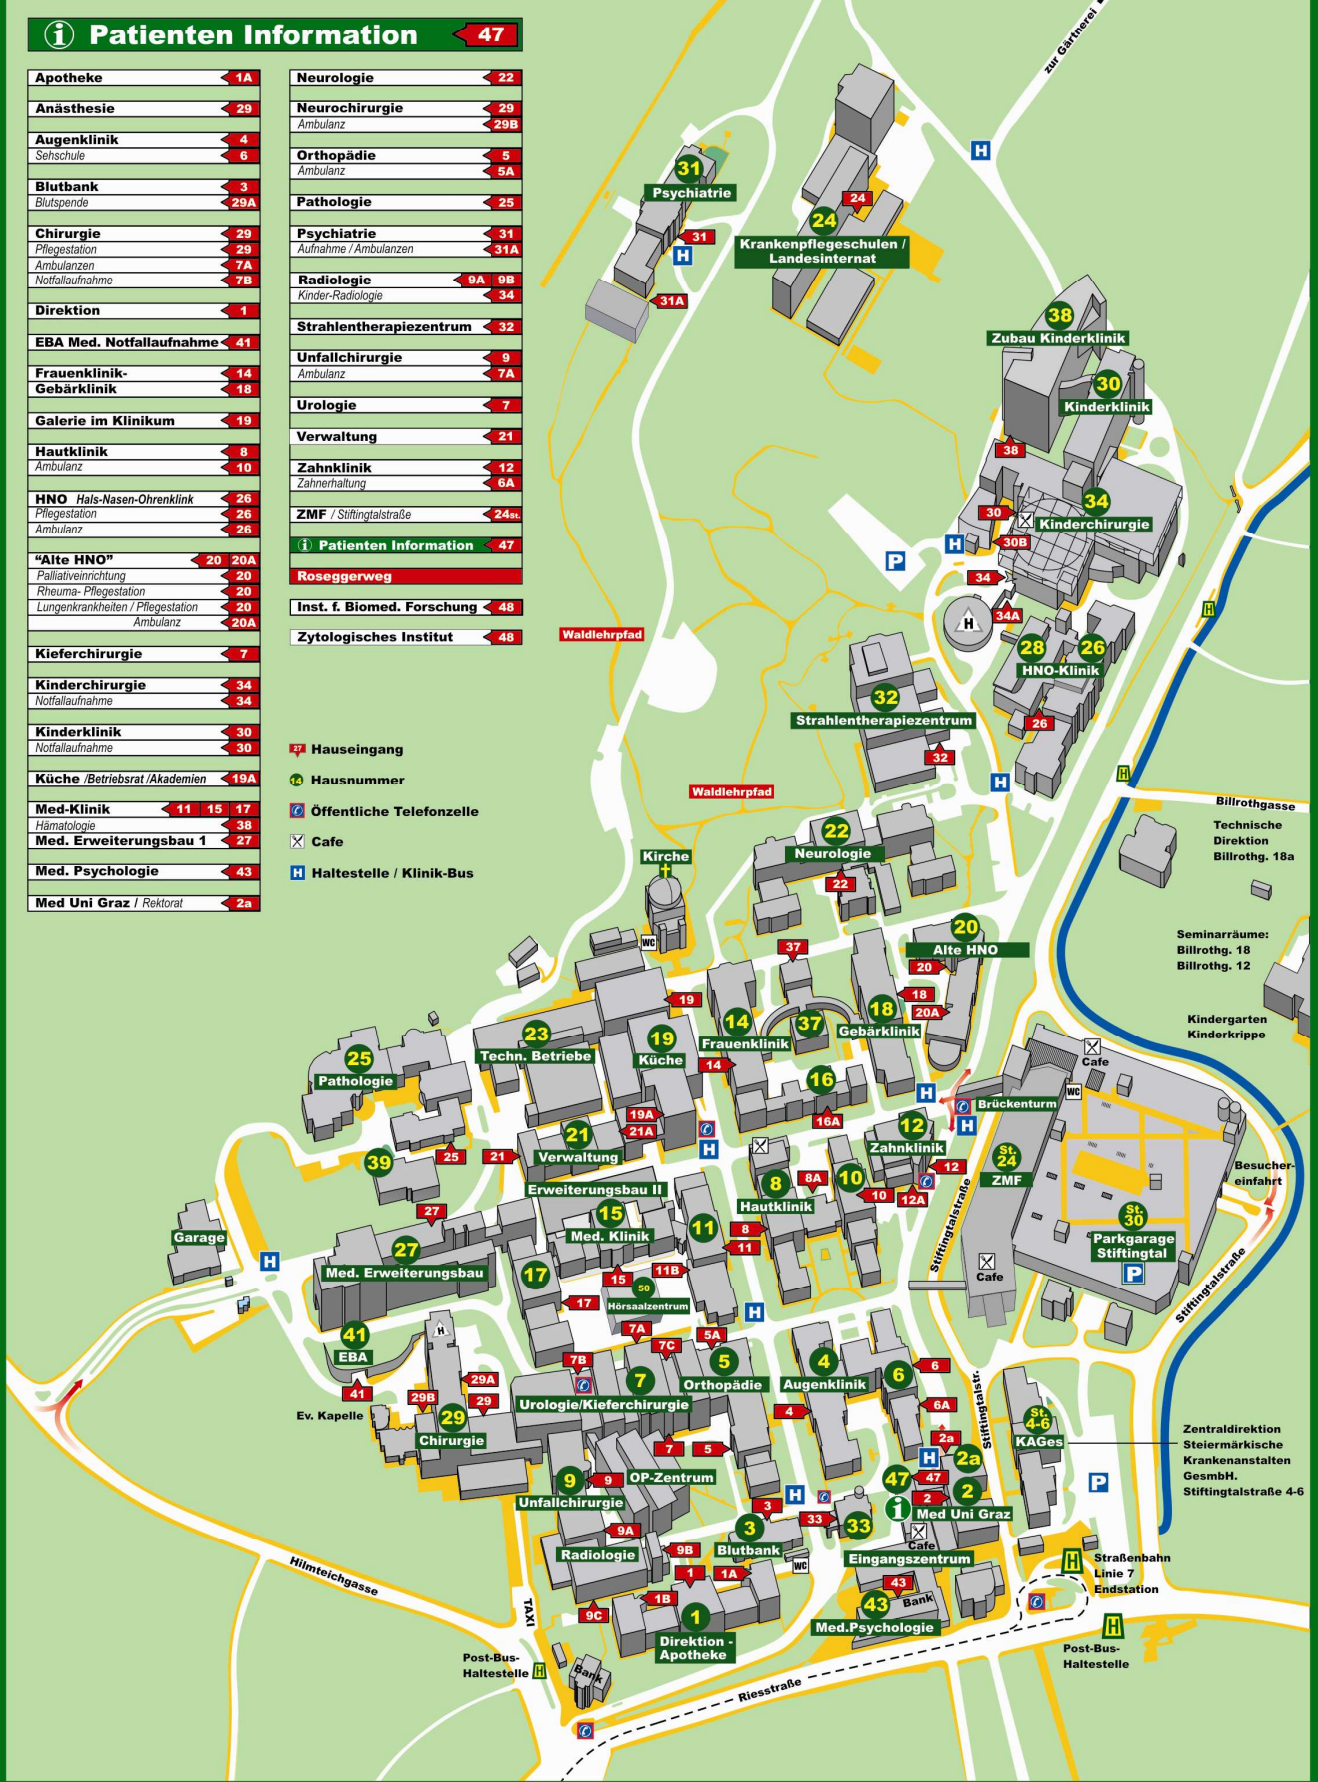 Patienten Information 47
Apotheke 1A
Anästhesie 29
Augenklinik 4
Sehschule 6
Blutbank 3
Blutspende 29A
Chirurgie 29
Pflegestation 29
Ambulanzen 7A
Notfallaufnahme 7B
Direktion 1
EBA Med. Notfallaufnahme 41
Frauenklinik- 14
Gebärklinik 18
Galerie im Klinikum 19
Hautklinik 8
Ambulanz 10
HNO Hals-Nasen-Ohrenklink 26
Pflegestation 26
Ambulanz 26
“Alte HNO” 20 20A
Palliativeinrichtung 20
Rheuma- Pflegestation 20
Lungenkrankheiten / Pflegestation 20
Ambulanz 20A
Kieferchirurgie 7
Kinderchirurgie 34
Notfallaufnahme 34
Kinderklinik 30
Notfallaufnahme 30
Küche /Betriebsrat /Akademien 19A
Med-Klinik 11 15 17
Hämatologie 38
Med. Erweiterungsbau 1 27
Med. Psychologie 43
Med Uni Graz / Rektorat 2a
Neurologie 22
Neurochirurgie 29
Ambulanz 29B
Orthopädie 5
Ambulanz 5A
Pathologie 25
Psychiatrie 31
Aufnahme / Ambulanzen 31A
Radiologie 9A 9B
Kinder-Radiologie 34
Strahlentherapiezentrum 32
Unfallchirurgie 9
Ambulanz 7A
Urologie 7
Verwaltung 21
Zahnklinik 12
Zahnerhaltung 6A
ZMF / Stiftingtalstraße 24St.
i Patienten Information 47
Roseggerweg
Inst. f. Biomed. Forschung 48
Zytologisches Institut 48
27 Hauseingang
14 Hausnummer
Öffentliche Telefonzelle
Cafe
H Haltestelle / Klinik-Bus
zur Gärtnerei
H
31
Psychiatrie
31
H
31A
24
24
Krankenpflegeschulen /
Landesinternat
38
Zubau Kinderklinik
30
Kinderklinik
38
34
Kinderchirurgie
30
30B
H
P
34
34A
H
28
26
HNO-Klinik
26
H
H
Waldlehrpfad
32
Strahlentherapiezentrum
32
H
Waldlehrpfad
Billrothgasse
Technische
Direktion
Billrothg. 18a
Seminarräume:
Billrothg. 18
Billrothg. 12
Kindergarten
Kinderkrippe
22
Neurologie
22
Kirche
WC
20
Alte HNO
20
20A
37
37
18
18
Gebärklinik
14
Frauenklinik
14
16
16A
19
19
Küche
19A
23
Techn. Betriebe
25
Pathologie
25
39
21
21
Verwaltung
21A
H
H
Brückenturm
H
Cafe
WC
12
Zahnklinik
12
12A
St.
24
ZMF
St.
30
Parkgarage
Stiftingtal
P
Besucher-
einfahrt
Stiftingtalstraße
Stiftingtalstraße
Cafe
8
8A
Hautklinik
8
10
10
Erweiterungsbau II
15
Med. Klinik
15
11
11
11B
17
17
50
Hörsaalzentrum
H
Garage
H
27
27
Med. Erweiterungsbau
41
EBA
41
H
Ev. Kapelle
29A
29B
29
29
Chirurgie
7A
7B
7C
7
Urologie/Kieferchirurgie
7
5A
5
Orthopädie
5
OP-Zentrum
9
9
Unfallchirurgie
9A
Radiologie
9B
9C
4
Augenklinik
4
6
6
6A
Stiftingtalstr.
2a
2a
H
47
47
i
2
2
Med Uni Graz
Cafe
Eingangszentrum
33
33
H
3
3
Blutbank
WC
1
1A
1B
1
Direktion -
Apotheke
43
43
Bank
Med.Psychologie
St.
4-6
KAGes
P
Zentraldirektion
Steiermärkische
Krankenanstalten
GesmbH.
Stiftingtalstraße 4-6
H
Straßenbahn
Linie 7
Endstation
H
Post-Bus-
Haltestelle
Riesstraße
Hilmteichgasse
TAXI
Post-Bus-
Haltestelle
H
Bank